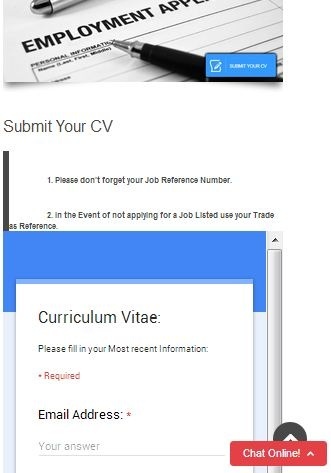 EMPLOYMENT APPL
PERSONAL INFORMATION
Name (Last, First, Middle)
SUBMIT YOUR CV
Submit Your CV
1. Please don't forget your Job Reference Number.
2. In the Event of not applying for a Job Listed use your Trade
as Reference.
Curriculum Vitae:
Please fill in your Most recent Information:
* Required
Email Address: *
Your answer
Chat Online!